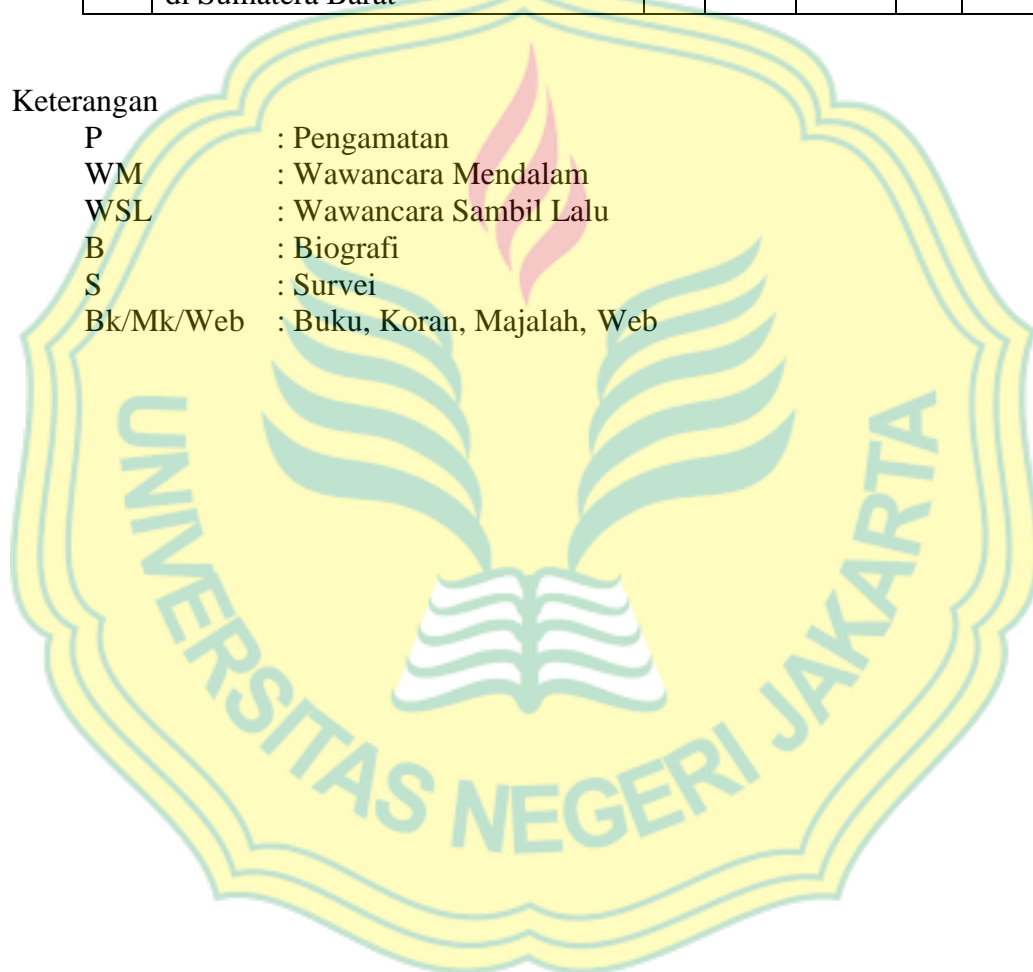 di Sumatera Barat
Keterangan
P : Pengamatan
WM : Wawancara Mendalam
WSL : Wawancara Sambil Lalu
B : Biografi
S : Survei
Bk/Mk/Web : Buku, Koran, Majalah, Web
UNIVERSITAS NEGERI JAKARTA